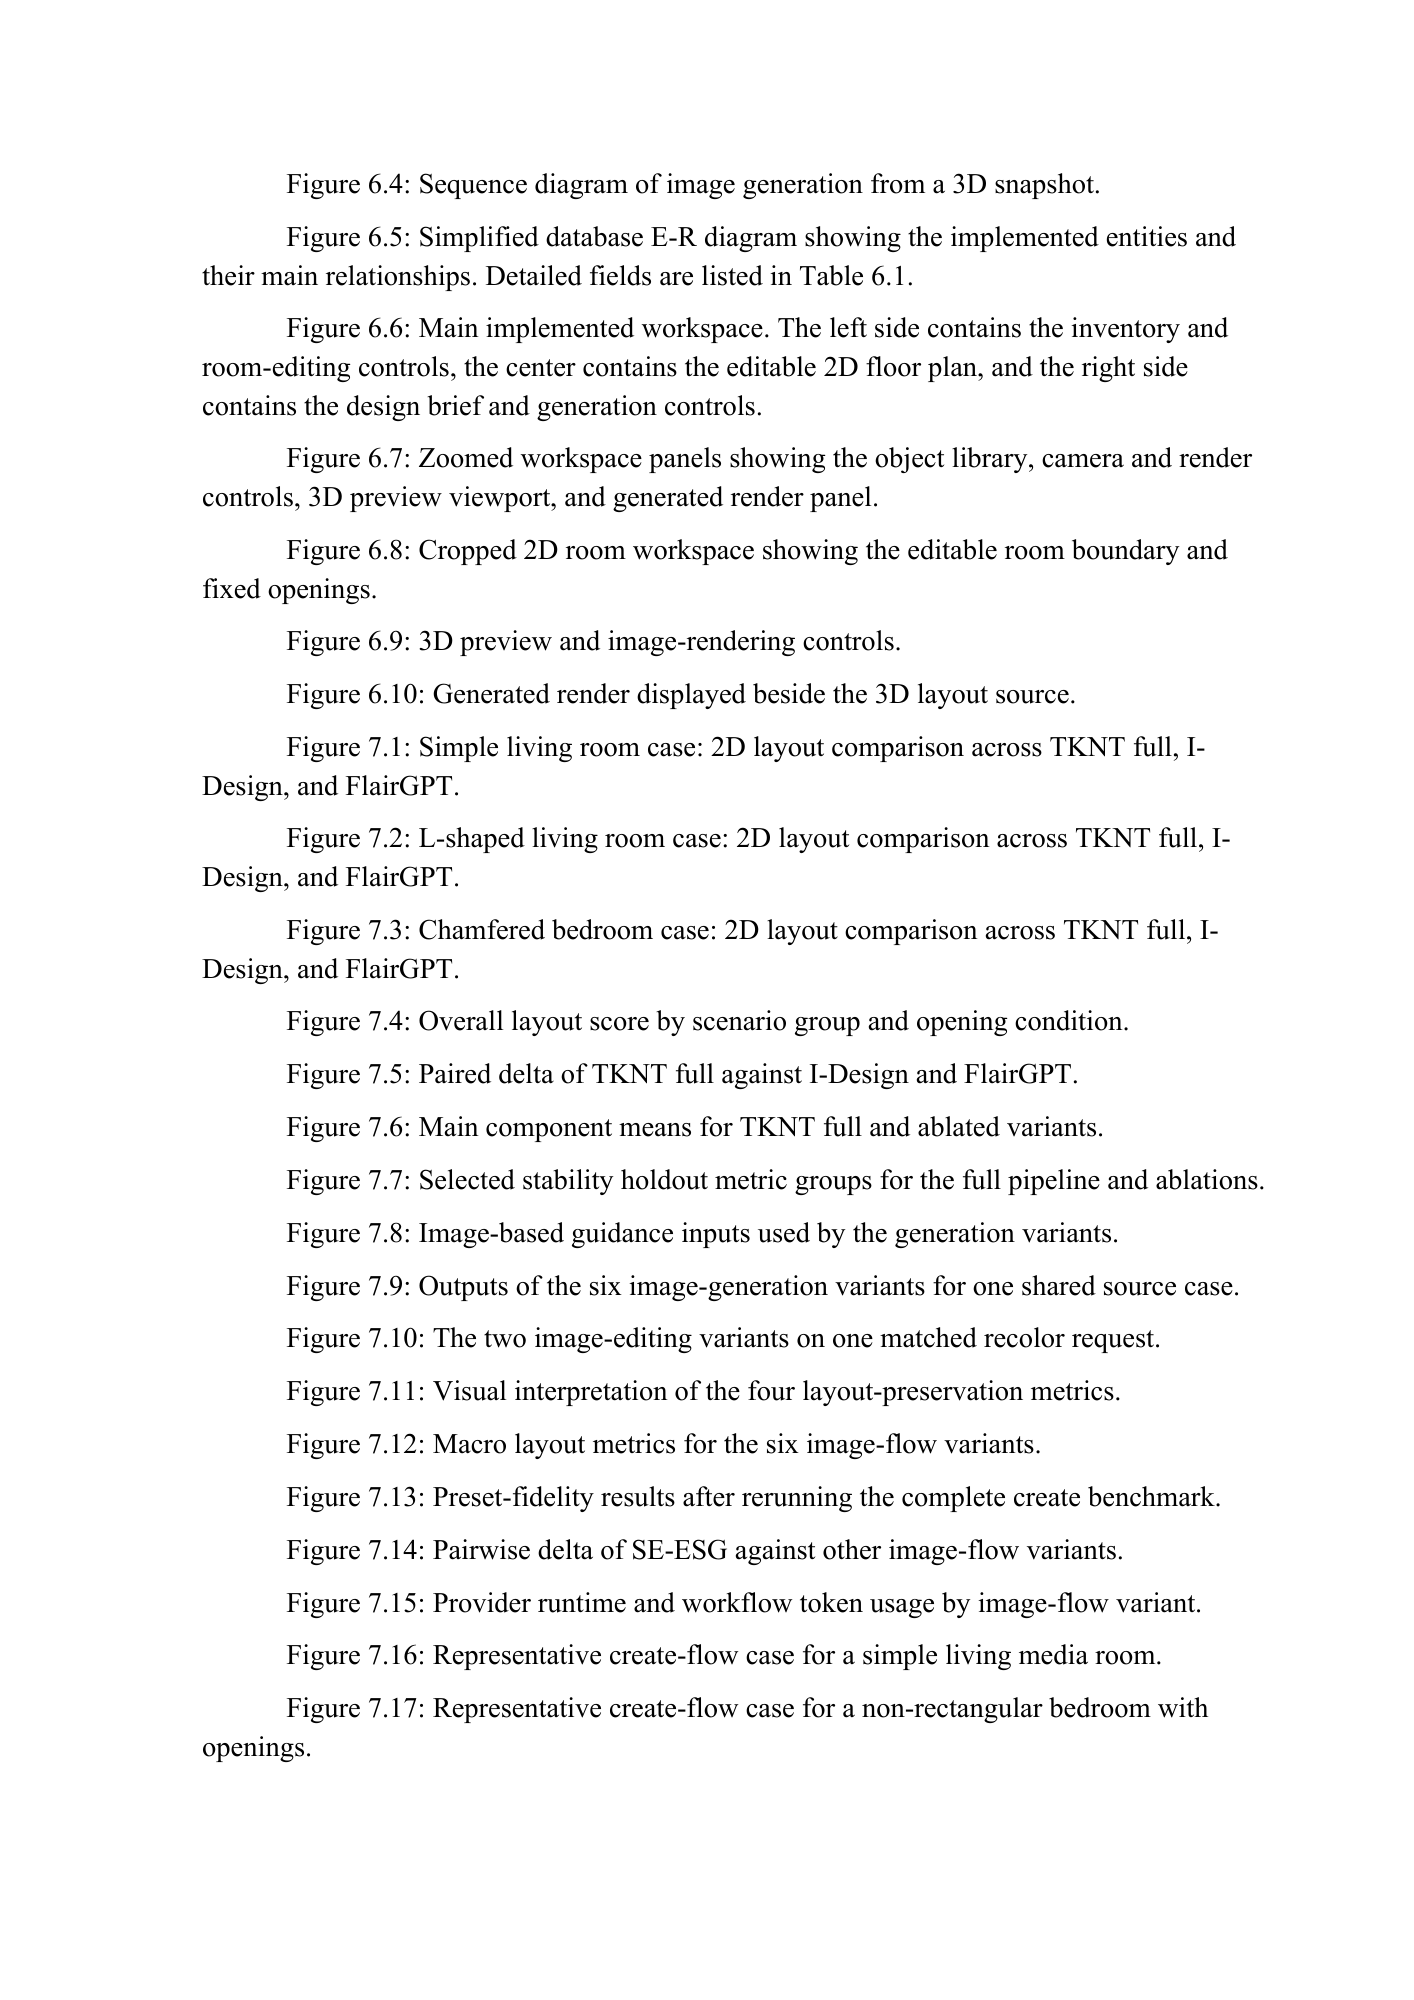 Figure 6.4: Sequence diagram of image generation from a 3D snapshot.
Figure 6.5: Simplified database E-R diagram showing the implemented entities and
their main relationships. Detailed fields are listed in Table 6.1.
Figure 6.6: Main implemented workspace. The left side contains the inventory and
room-editing controls, the center contains the editable 2D floor plan, and the right side
contains the design brief and generation controls.
Figure 6.7: Zoomed workspace panels showing the object library, camera and render
controls, 3D preview viewport, and generated render panel.
Figure 6.8: Cropped 2D room workspace showing the editable room boundary and
fixed openings.
Figure 6.9: 3D preview and image-rendering controls.
Figure 6.10: Generated render displayed beside the 3D layout source.
Figure 7.1: Simple living room case: 2D layout comparison across TKNT full, I-
Design, and FlairGPT.
Figure 7.2: L-shaped living room case: 2D layout comparison across TKNT full, I-
Design, and FlairGPT.
Figure 7.3: Chamfered bedroom case: 2D layout comparison across TKNT full, I-
Design, and FlairGPT.
Figure 7.4: Overall layout score by scenario group and opening condition.
Figure 7.5: Paired delta of TKNT full against I-Design and FlairGPT.
Figure 7.6: Main component means for TKNT full and ablated variants.
Figure 7.7: Selected stability holdout metric groups for the full pipeline and ablations.
Figure 7.8: Image-based guidance inputs used by the generation variants.
Figure 7.9: Outputs of the six image-generation variants for one shared source case.
Figure 7.10: The two image-editing variants on one matched recolor request.
Figure 7.11: Visual interpretation of the four layout-preservation metrics.
Figure 7.12: Macro layout metrics for the six image-flow variants.
Figure 7.13: Preset-fidelity results after rerunning the complete create benchmark.
Figure 7.14: Pairwise delta of SE-ESG against other image-flow variants.
Figure 7.15: Provider runtime and workflow token usage by image-flow variant.
Figure 7.16: Representative create-flow case for a simple living media room.
Figure 7.17: Representative create-flow case for a non-rectangular bedroom with
openings.